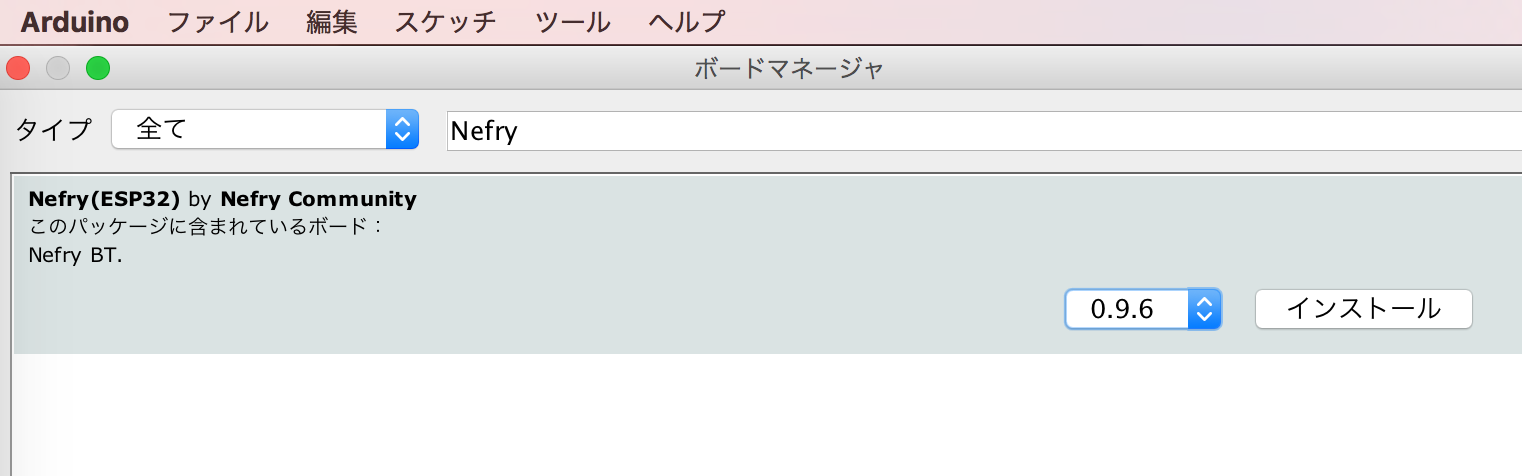 Arduino ファイル 編集 スケッチ ツール ヘルプ
ボードマネージャ
タイプ 全て Nefry
Nefry(ESP32) by Nefry Community
このパッケージに含まれているボード：
Nefry BT.
0.9.6 インストール